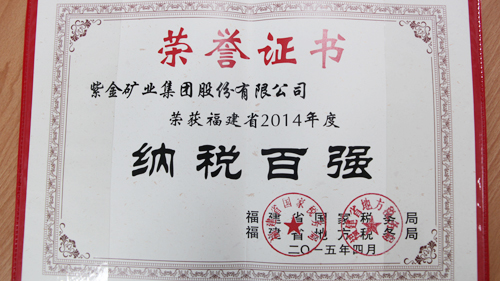 荣誉证书
紫金矿业集团股份有限公司
荣获福建省2014年度
纳税百强
福建省国家税务局
福建省地方税务局
二〇一五年四月